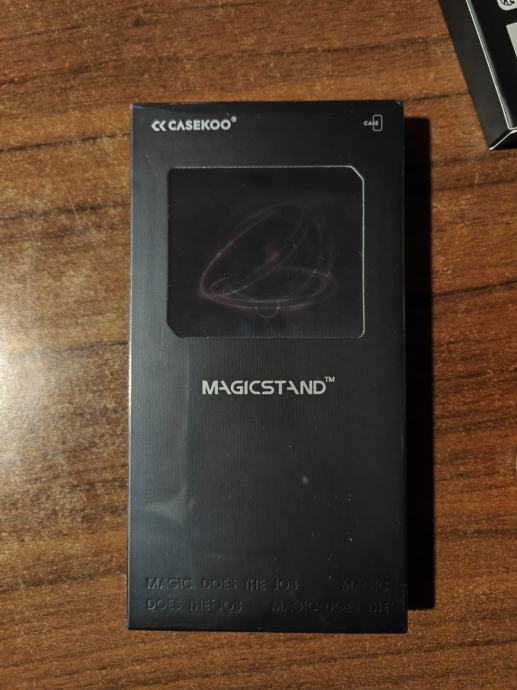 CASEKOO®
CASE
MAGICSTAND™
MAGIC DOES THE JOB MAGIC
DOES THE JOB MAGIC DOES THE